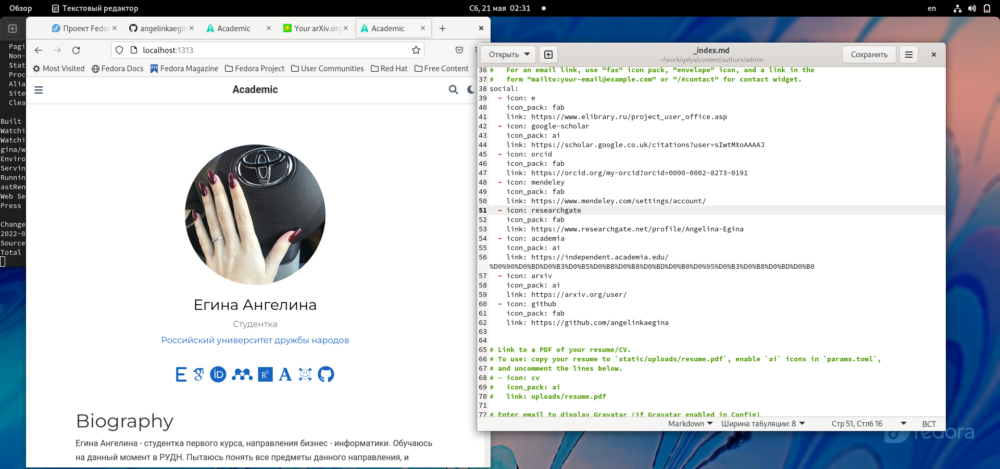 Обзор
Текстовый редактор
Сб, 21 мая 02:31
en
Pagi
Non-
Stat
Proc
Alia
Site
Clea
Built
Watchi
Watchi
gina/w
Enviro
Servin
Runnin
astRen
Web Se
Press
Change
2022-0
Source
Total
Проект Fedor
angelinkaegin
Academic
Your arXiv.org
Academic
localhost:1313
Most Visited
Fedora Docs
Fedora Magazine
Fedora Project
User Communities
Red Hat
Free Content
Academic
Егина Ангелина
Студентка
Российский университет дружбы народов
Biography
Егина Ангелина - студентка первого курса, направления бизнес - информатики. Обучаюсь
на данный момент в РУДН. Пытаюсь понять все предметы данного направления, и
Открыть
_index.md
~/work/gelya/content/authors/admin
Сохранить
36 #   For an email link, use "fas" icon pack, "envelope" icon, and a link in the
37 #   form "mailto:your-email@example.com" or "/#contact" for contact widget.
38 social:
39   - icon: e
40     icon_pack: fab
41     link: https://www.elibrary.ru/project_user_office.asp
42   - icon: google-scholar
43     icon_pack: ai
44     link: https://scholar.google.co.uk/citations?user=sIwtMXoAAAAJ
45   - icon: orcid
46     icon_pack: fab
47     link: https://orcid.org/my-orcid?orcid=0000-0002-8273-0191
48   - icon: mendeley
49     icon_pack: fab
50     link: https://www.mendeley.com/settings/account/
51   - icon: researchgate
52     icon_pack: fab
53     link: https://www.researchgate.net/profile/Angelina-Egina
54   - icon: academia
55     icon_pack: ai
56     link: https://independent.academia.edu/
%D0%90%D0%BD%D0%B3%D0%B5%D0%BB%D0%B8%D0%BD%D0%B0%D0%95%D0%B3%D0%B8%D0%BD%D0%B0
57   - icon: arxiv
58     icon_pack: ai
59     link: https://arxiv.org/user/
60   - icon: github
61     icon_pack: fab
62     link: https://github.com/angelinkaegina
63
64
65 # Link to a PDF of your resume/CV.
66 # To use: copy your resume to `static/uploads/resume.pdf`, enable `ai` icons in `params.toml`,
67 # and uncomment the lines below.
68 # - icon: cv
69 #   icon_pack: ai
70 #   link: uploads/resume.pdf
71
72 # Enter email to display Gravatar (if Gravatar enabled in Config)
Markdown
Ширина табуляции: 8
Стр 51, Стлб 16
ВСТ
fedora